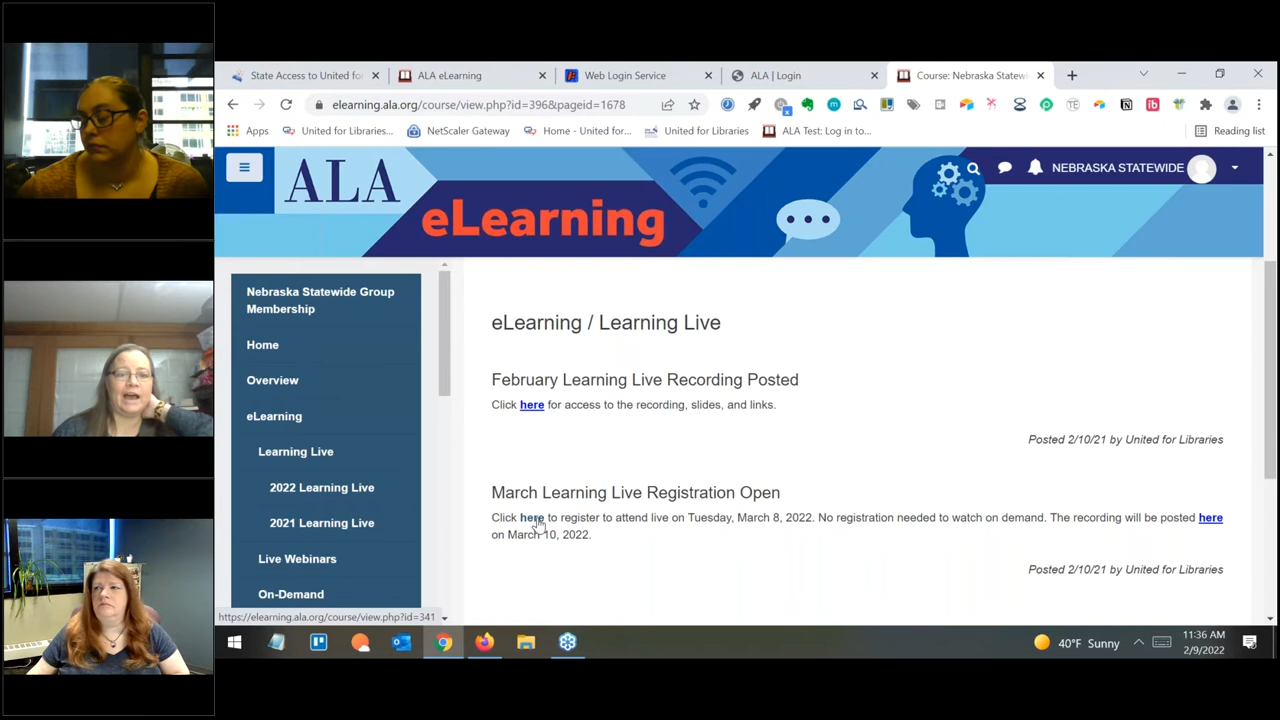 State Access to United fo
ALA eLearning
Web Login Service
ALA | Login
Course: Nebraska Statewi
elearning.ala.org/course/view.php?id=396&pageid=1678
Apps
United for Libraries...
NetScaler Gateway
Home - United for...
United for Libraries
ALA Test: Log in to...
Reading list
ALA
eLearning
NEBRASKA STATEWIDE
Nebraska Statewide Group
Membership
Home
Overview
eLearning
Learning Live
2022 Learning Live
2021 Learning Live
Live Webinars
On-Demand
eLearning / Learning Live
February Learning Live Recording Posted
Click here for access to the recording, slides, and links.
Posted 2/10/21 by United for Libraries
March Learning Live Registration Open
Click here to register to attend live on Tuesday, March 8, 2022. No registration needed to watch on demand. The recording will be posted here
on March 10, 2022.
Posted 2/10/21 by United for Libraries
https://elearning.ala.org/course/view.php?id=341
40°F Sunny
11:36 AM
2/9/2022